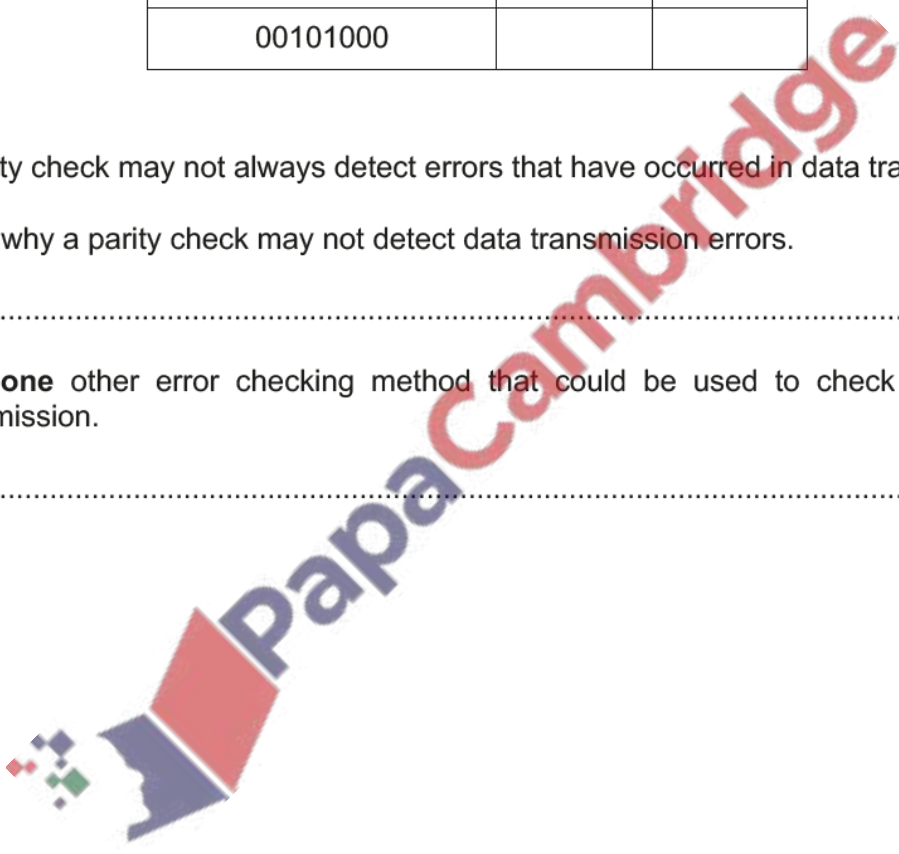 00101000
ty check may not always detect errors that have occurred in data tra
why a parity check may not detect data transmission errors.
................................................................................
one other error checking method that could be used to check
mission.
................................................................................
PapaCambridge